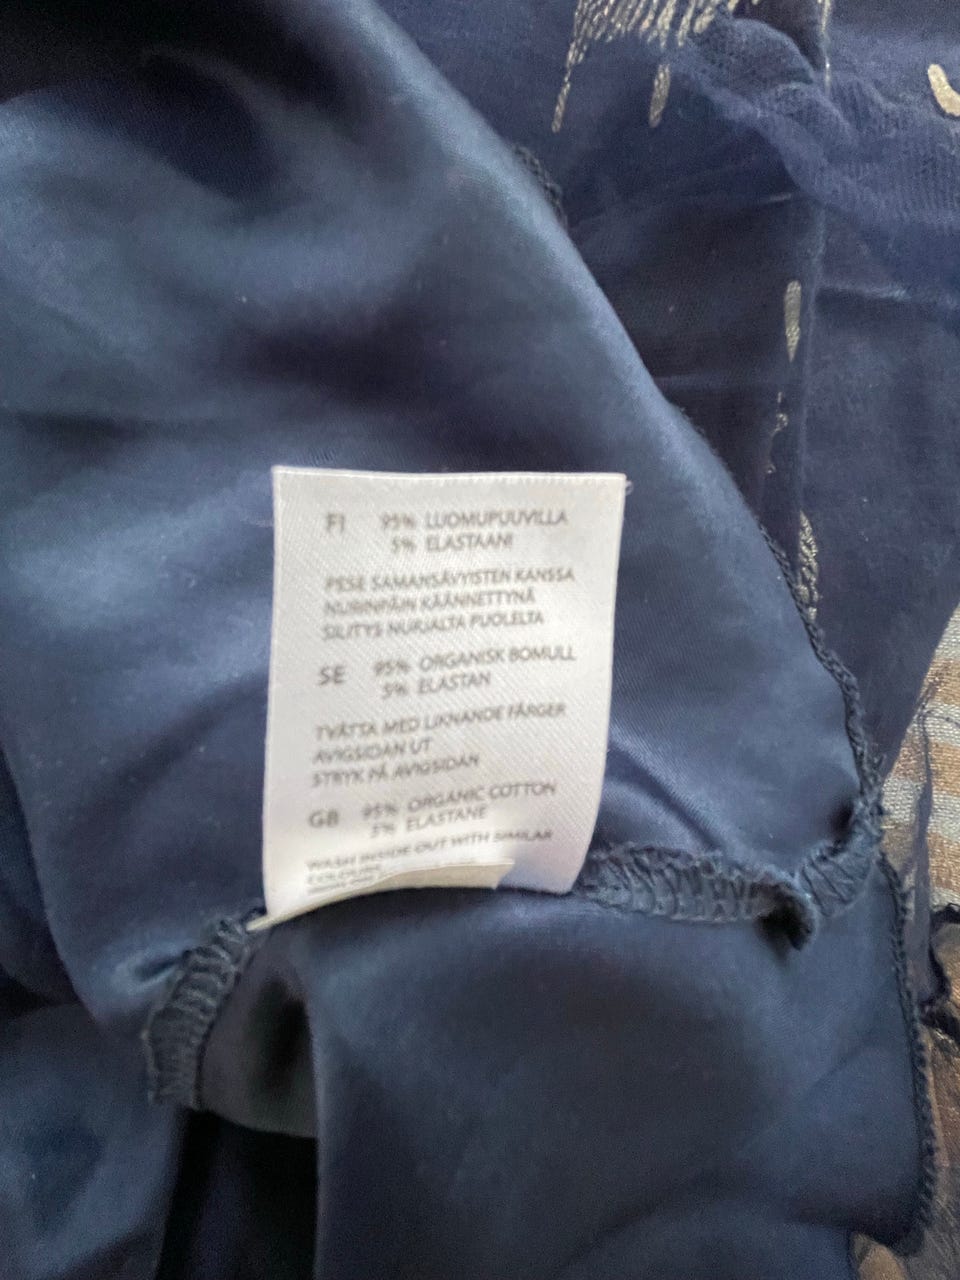 FI 95% LUOMUPUUVILLA
5% ELASTAANI
PESE SAMANSÄVYISTEN KANSSA
NURINPÄIN KÄÄNNETTYNÄ
SILITYS NURJALTA PUOLELTA
SE 95% ORGANISK BOMULL
5% ELASTAN
TVÄTTA MED LIKNANDE FÄRGER
AVIGSIDAN UT
STRYK PÅ AVIGSIDAN
GB 95% ORGANIC COTTON
5% ELASTANE
WASH INSIDE OUT WITH SIMILAR
COLOURS